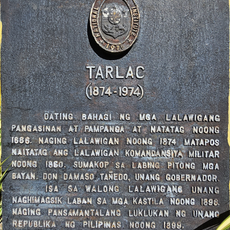 TARLAC
(1874-1974)
DATING BAHAGI NG MGA LALAWIGANG
PANGASINAN AT PAMPANGA AT NATATAG NOONG
1686. NAGING LALAWIGAN NOONG 1874, MATAPOS
NAITATAG ANG LALAWIGAN KOMANDANSITA MILITAR
NOONG 1860. SUMAKOP SA LABING PITONG MGA
BAYAN. DON DAMASO TAÑEDO, UNANG GOBERNADOR.
ISA SA WALONG LALAWIGANG UNANG
NAGHIMAGSIK LABAN SA MGA KASTILA NOONG 1896.
NAGING PANSAMANTALANG LUKLUKAN NG UNANG
REPUBLIKA NG PILIPINAS NOONG 1899.